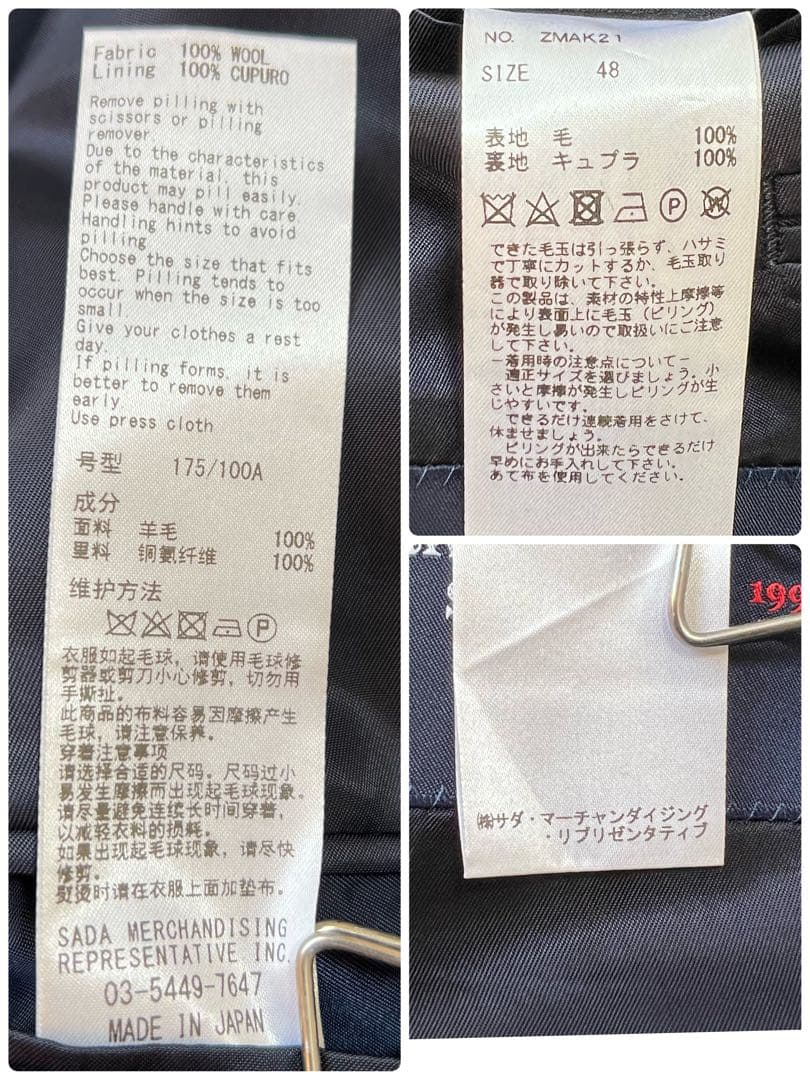 Fabric 100% WOOL
Lining 100% CUPURO
Remove pilling with
scissors or pilling
remover.
Due to the characteristics
of the material, this
product may pill easily.
Please handle with care.
Handling hints to avoid
pilling
Choose the size that fits
best. Pilling tends to
occur when the size is too
small.
Give your clothes a rest
day.
If pilling forms, it is
better to remove them
early
Use press cloth
号型 175/100A
成分
面料 羊毛 100%
里料 铜氨纤维 100%
维护方法
P
衣服如起毛球，请使用毛球修
剪器或剪刀小心修剪，切勿用
手撕扯。
此商品的布料容易因摩擦产生
毛球，请注意保养。
穿着注意事项
请选择合适的尺码。尺码过小
易发生摩擦而出现起毛球现象。
请尽量避免连续长时间穿着，
以减轻衣料的损耗。
如果出现起毛球现象，请尽快
修剪。
熨烫时请在衣服上面加垫布。
SADA MERCHANDISING
REPRESENTATIVE INC.
03-5449-7647
MADE IN JAPAN
NO. ZMAK21
SIZE 48
表地 毛 100%
裏地 キュプラ 100%
P W
できた毛玉は引っ張らず、ハサミ
で丁寧にカットするか、毛玉取り
器で取り除いて下さい。
この製品は、素材の特性上摩擦等
により表面上に毛玉（ピリング）
が発生し易いので取扱いにご注意
して下さい。
－着用時の注意点について－
適正サイズを選びましょう。小
さいと摩擦が発生しピリングが生
じやすいです。
できるだけ連続着用をさけて、
休ませましょう。
ピリングが出来たらできるだけ
早めにお手入れして下さい。
あて布を使用してください。
199
㈱サダ・マーチャンダイジング
・リプリゼンタティブ